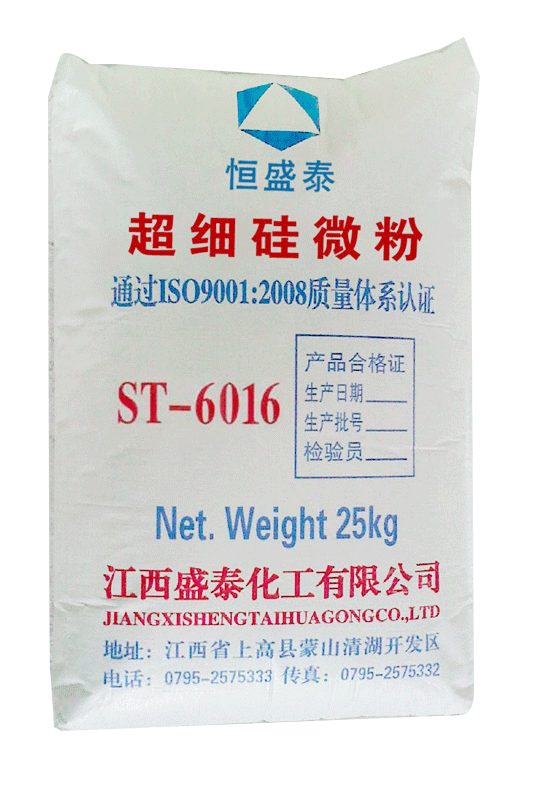 恒盛泰
超细硅微粉
通过ISO9001:2008质量体系认证
ST-6016
产品合格证
生产日期
生产批号
检验员
Net. Weight 25kg
江西盛泰化工有限公司
JIANGXISHENGTAIHUAGONGCO.,LTD
地址：江西省上高县蒙山清湖开发区
电话：0795-2575333 传真：0795-2575332